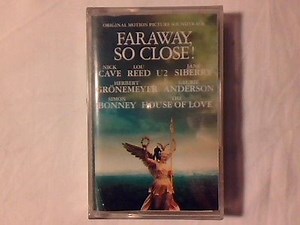 ORIGINAL MOTION PICTURE SOUNDTRACK
FARAWAY,
SO CLOSE!
NICK LOU JANE
CAVE REED U2 SIBERRY
HERBERT LAURIE
GRÖNEMEYER ANDERSON
SIMON THE
BONNEY HOUSE OF LOVE